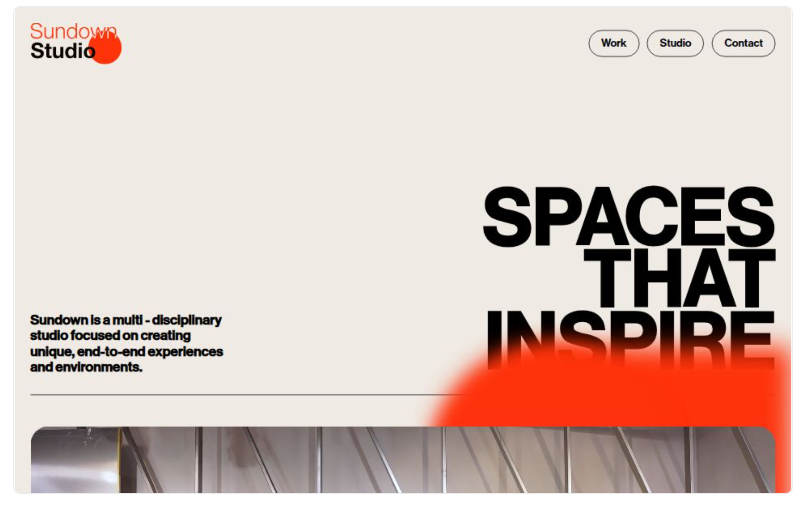 Sundown
Studio
Work
Studio
Contact
SPACES
THAT
INSPIRE
Sundown is a multi - disciplinary
studio focused on creating
unique, end-to-end experiences
and environments.